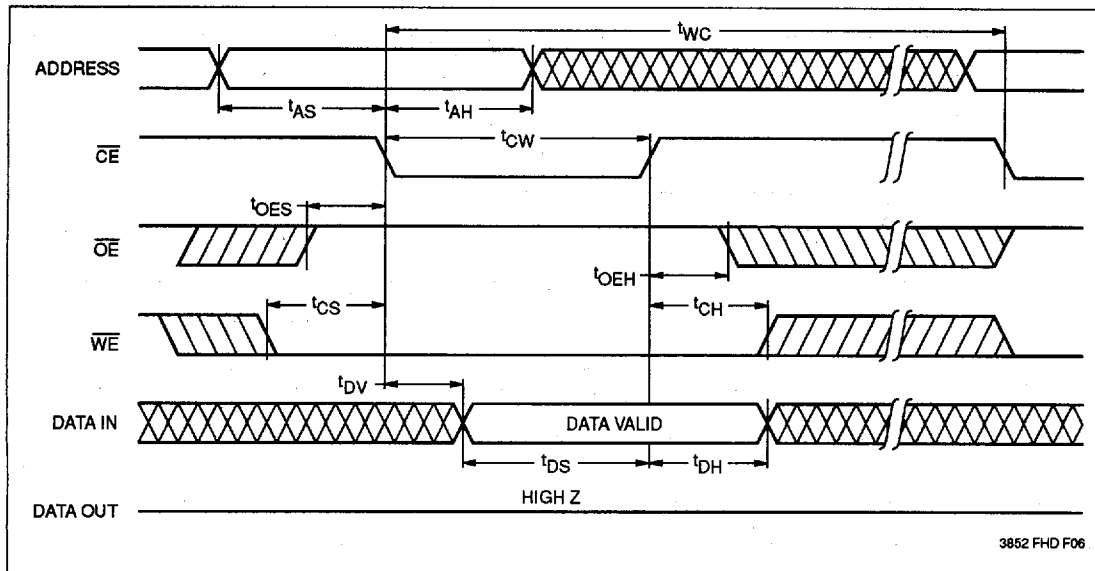 tWC
ADDRESS
tAS
tAH
tCW
CE
tOES
OE
tOEH
tCS
tCH
WE
tDV
DATA IN
DATA VALID
tDS
tDH
HIGH Z
DATA OUT
3852 FHD F06